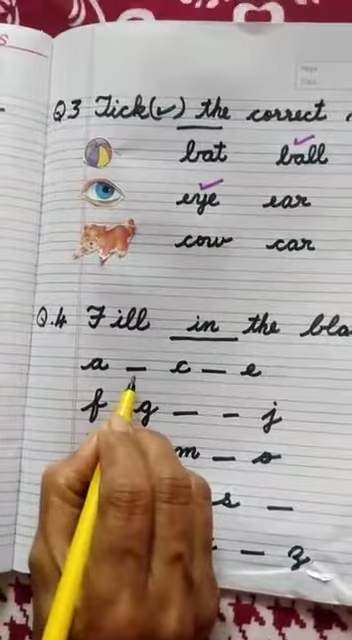 Q3 Tick(✓) the correct
bat ball
eye ear
cow car
Q.4 Fill in the bla
a _ c _ e
f g _ _ j
m _ o
s _
_ z